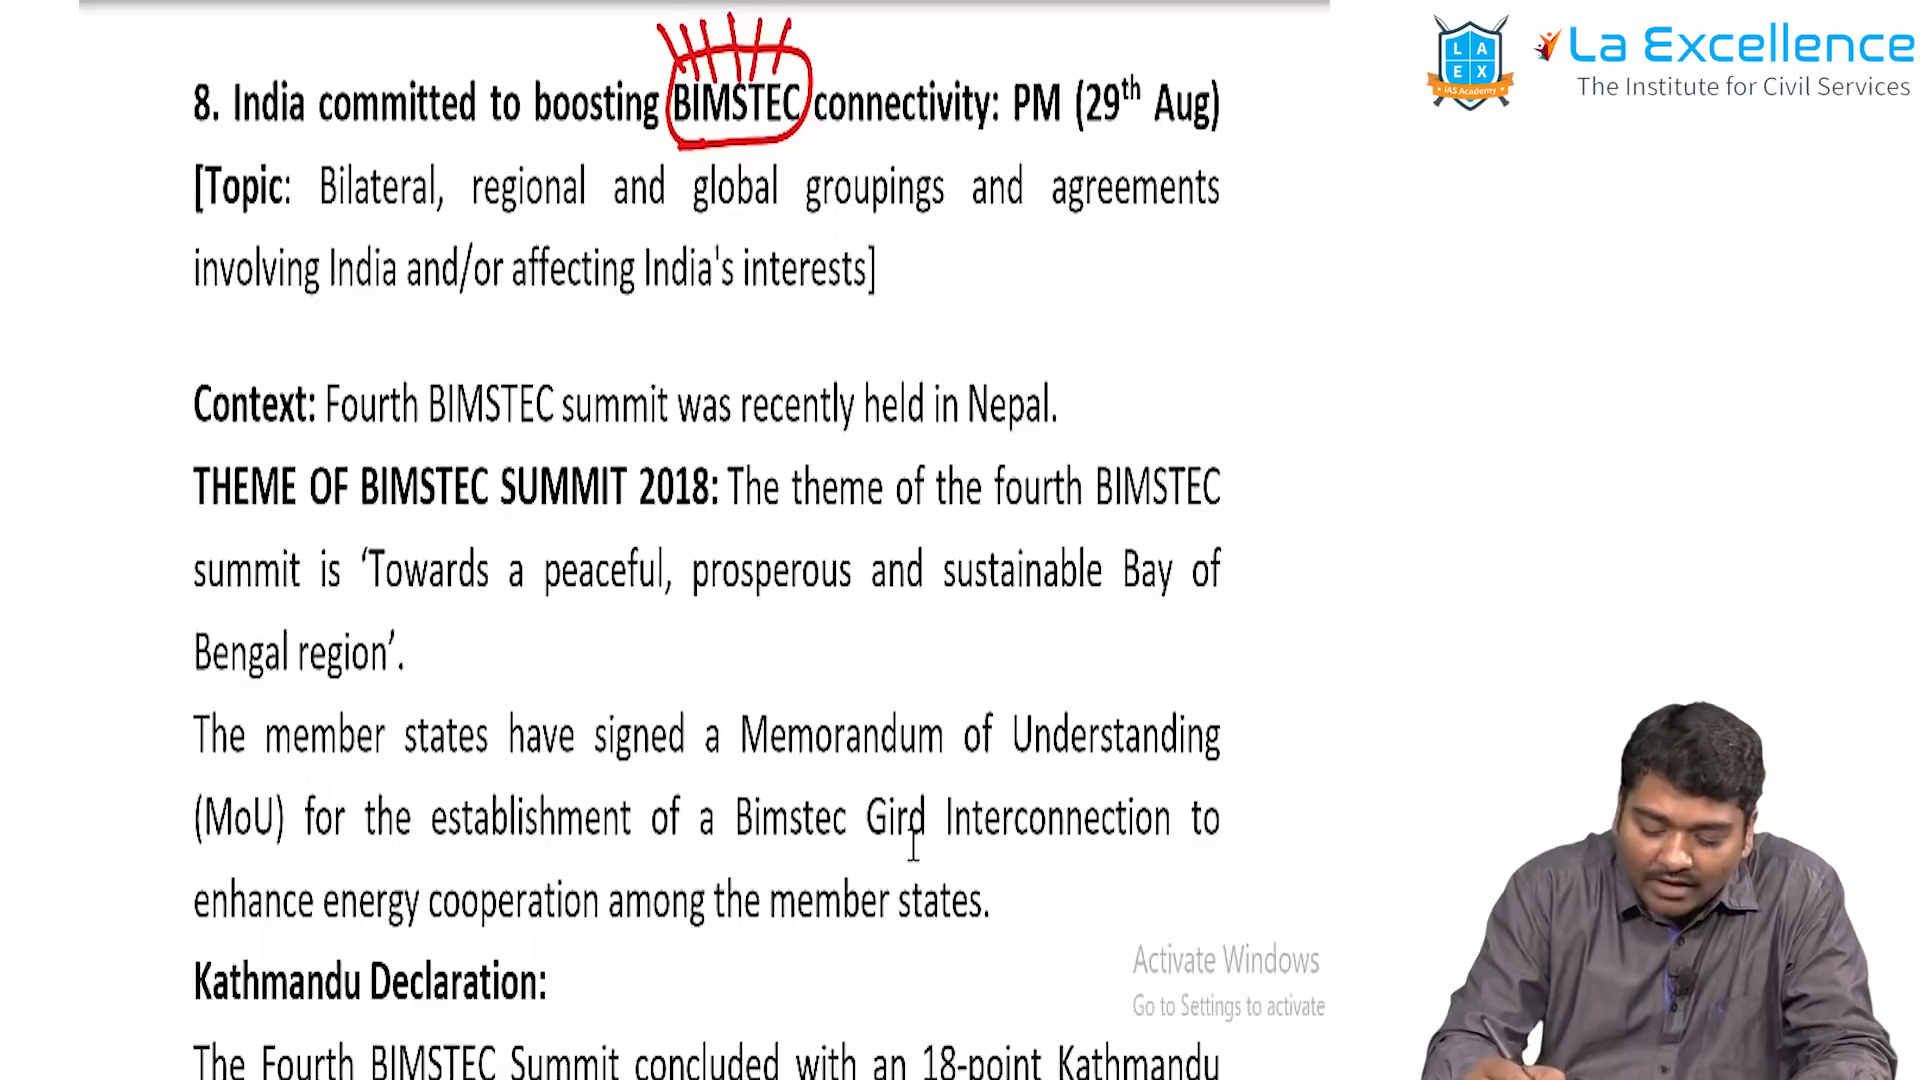 8. India committed to boosting BIMSTEC connectivity: PM (29th Aug)
[Topic: Bilateral, regional and global groupings and agreements
involving India and/or affecting India's interests]
Context: Fourth BIMSTEC summit was recently held in Nepal.
THEME OF BIMSTEC SUMMIT 2018: The theme of the fourth BIMSTEC
summit is ‘Towards a peaceful, prosperous and sustainable Bay of
Bengal region’.
The member states have signed a Memorandum of Understanding
(MoU) for the establishment of a Bimstec Gird Interconnection to
enhance energy cooperation among the member states.
Kathmandu Declaration:
The Fourth BIMSTEC Summit concluded with an 18-point Kathmandu
L A
E X
IAS Academy
La Excellence
The Institute for Civil Services
Activate Windows
Go to Settings to activate